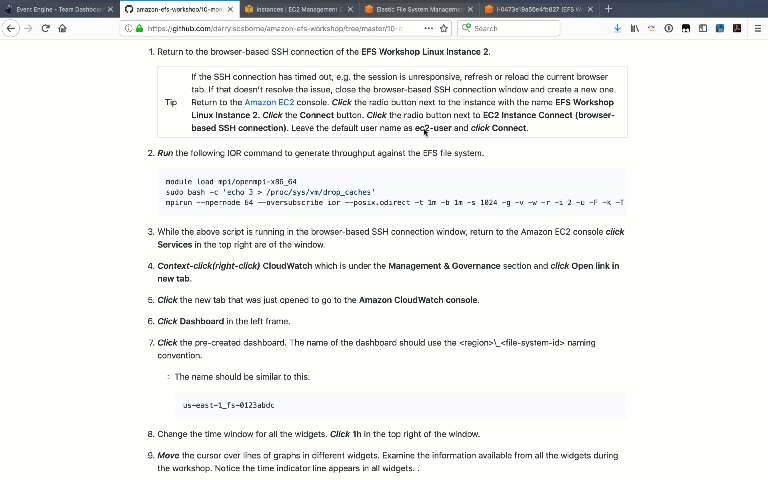 Event Engine - Team Dashboa
amazon-efs-workshop/10-mon
Instances | EC2 Management C
Elastic File System Manageme
i-0473e19a56e4fb827 (EFS W
https://github.com/darrylsosborne/amazon-efs-workshop/tree/master/10-m
Search
1. Return to the browser-based SSH connection of the EFS Workshop Linux Instance 2.
If the SSH connection has timed out, e.g. the session is unresponsive, refresh or reload the current browser
tab. If that doesn't resolve the issue, close the browser-based SSH connection window and create a new one.
Tip
Return to the Amazon EC2 console. Click the radio button next to the instance with the name EFS Workshop
Linux Instance 2. Click the Connect button. Click the radio button next to EC2 Instance Connect (browser-
based SSH connection). Leave the default user name as ec2-user and click Connect.
2. Run the following IOR command to generate throughput against the EFS file system.
module load mpi/openmpi-x86_64
sudo bash -c 'echo 3 > /proc/sys/vm/drop_caches'
mpirun --npernode 64 --oversubscribe ior --posix.odirect -t 1m -b 1m -s 1024 -g -v -w -r -i 2 -u -F -k -T
3. While the above script is running in the browser-based SSH connection window, return to the Amazon EC2 console click
Services in the top right are of the window.
4. Context-click(right-click) CloudWatch which is under the Management & Governance section and click Open link in
new tab.
5. Click the new tab that was just opened to go to the Amazon CloudWatch console.
6. Click Dashboard in the left frame.
7. Click the pre-created dashboard. The name of the dashboard should use the <region>\_<file-system-id> naming
convention.
The name should be similar to this:
us-east-1_fs-0123abdc
8. Change the time window for all the widgets. Click 1h in the top right of the window.
9. Move the cursor over lines of graphs in different widgets. Examine the information available from all the widgets during
the workshop. Notice the time indicator line appears in all widgets. .